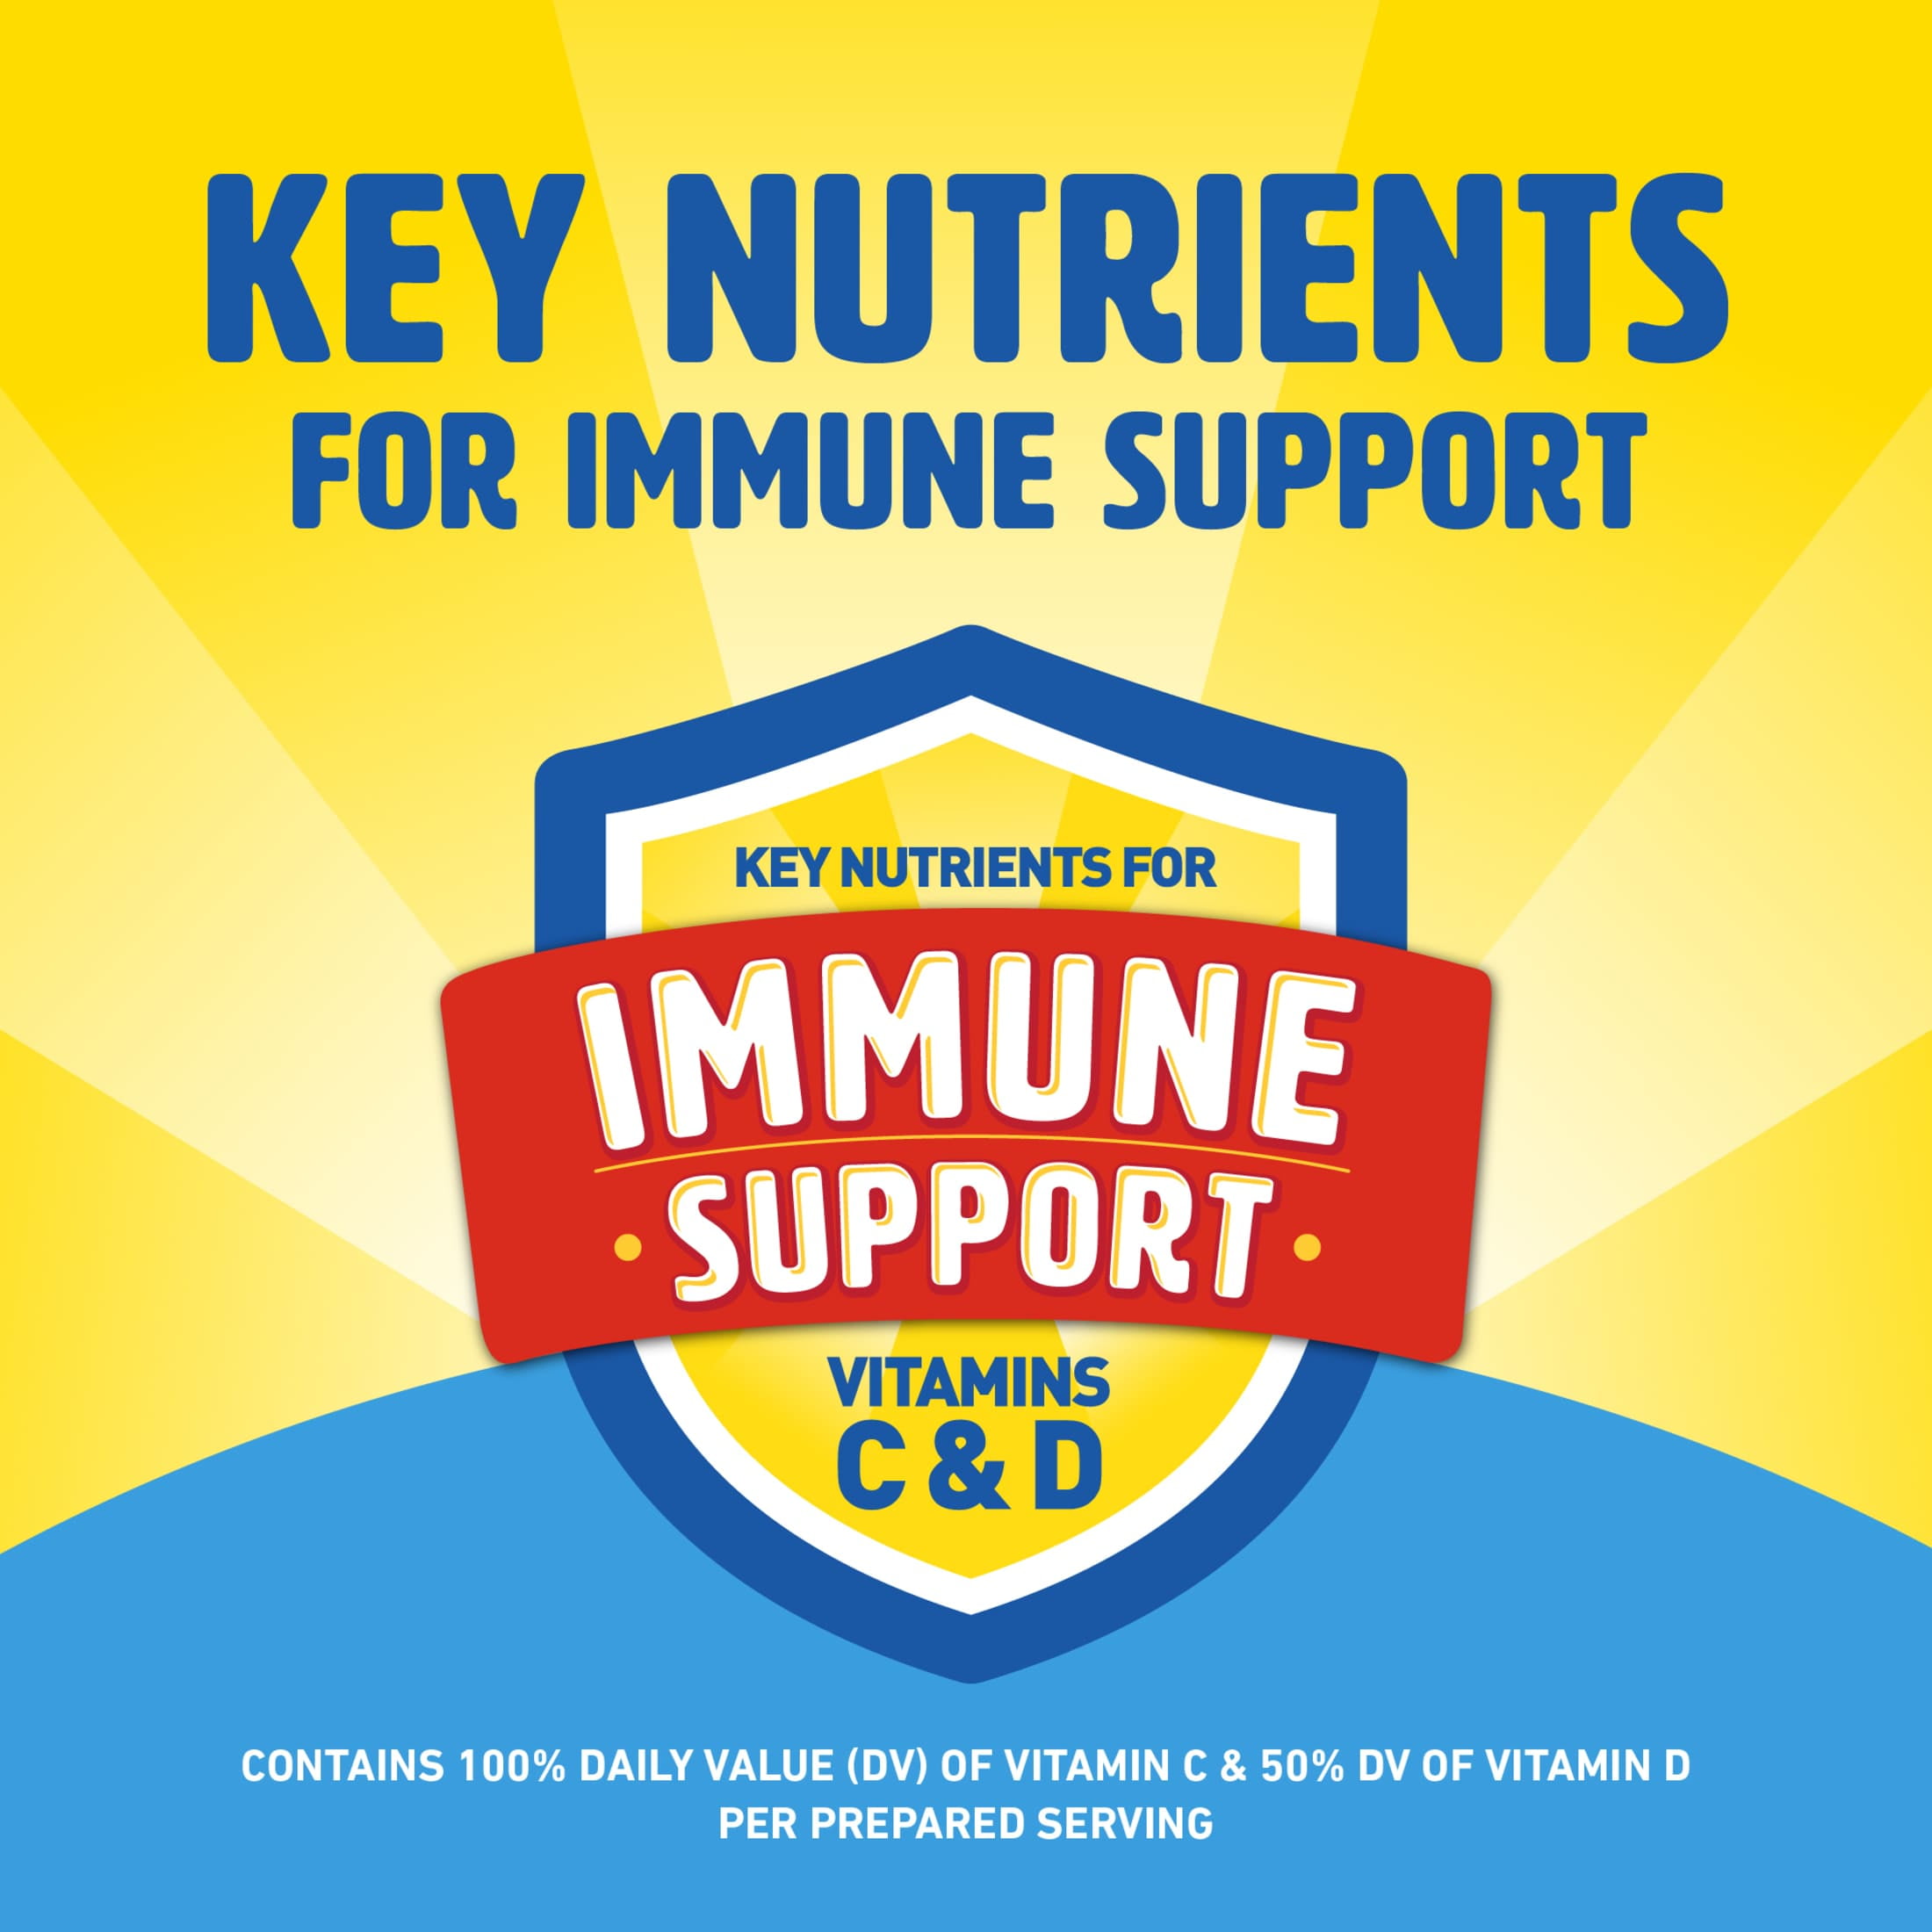 KEY NUTRIENTS
FOR IMMUNE SUPPORT
KEY NUTRIENTS FOR
IMMUNE
SUPPORT
VITAMINS
C & D
CONTAINS 100% DAILY VALUE (DV) OF VITAMIN C & 50% DV OF VITAMIN D
PER PREPARED SERVING